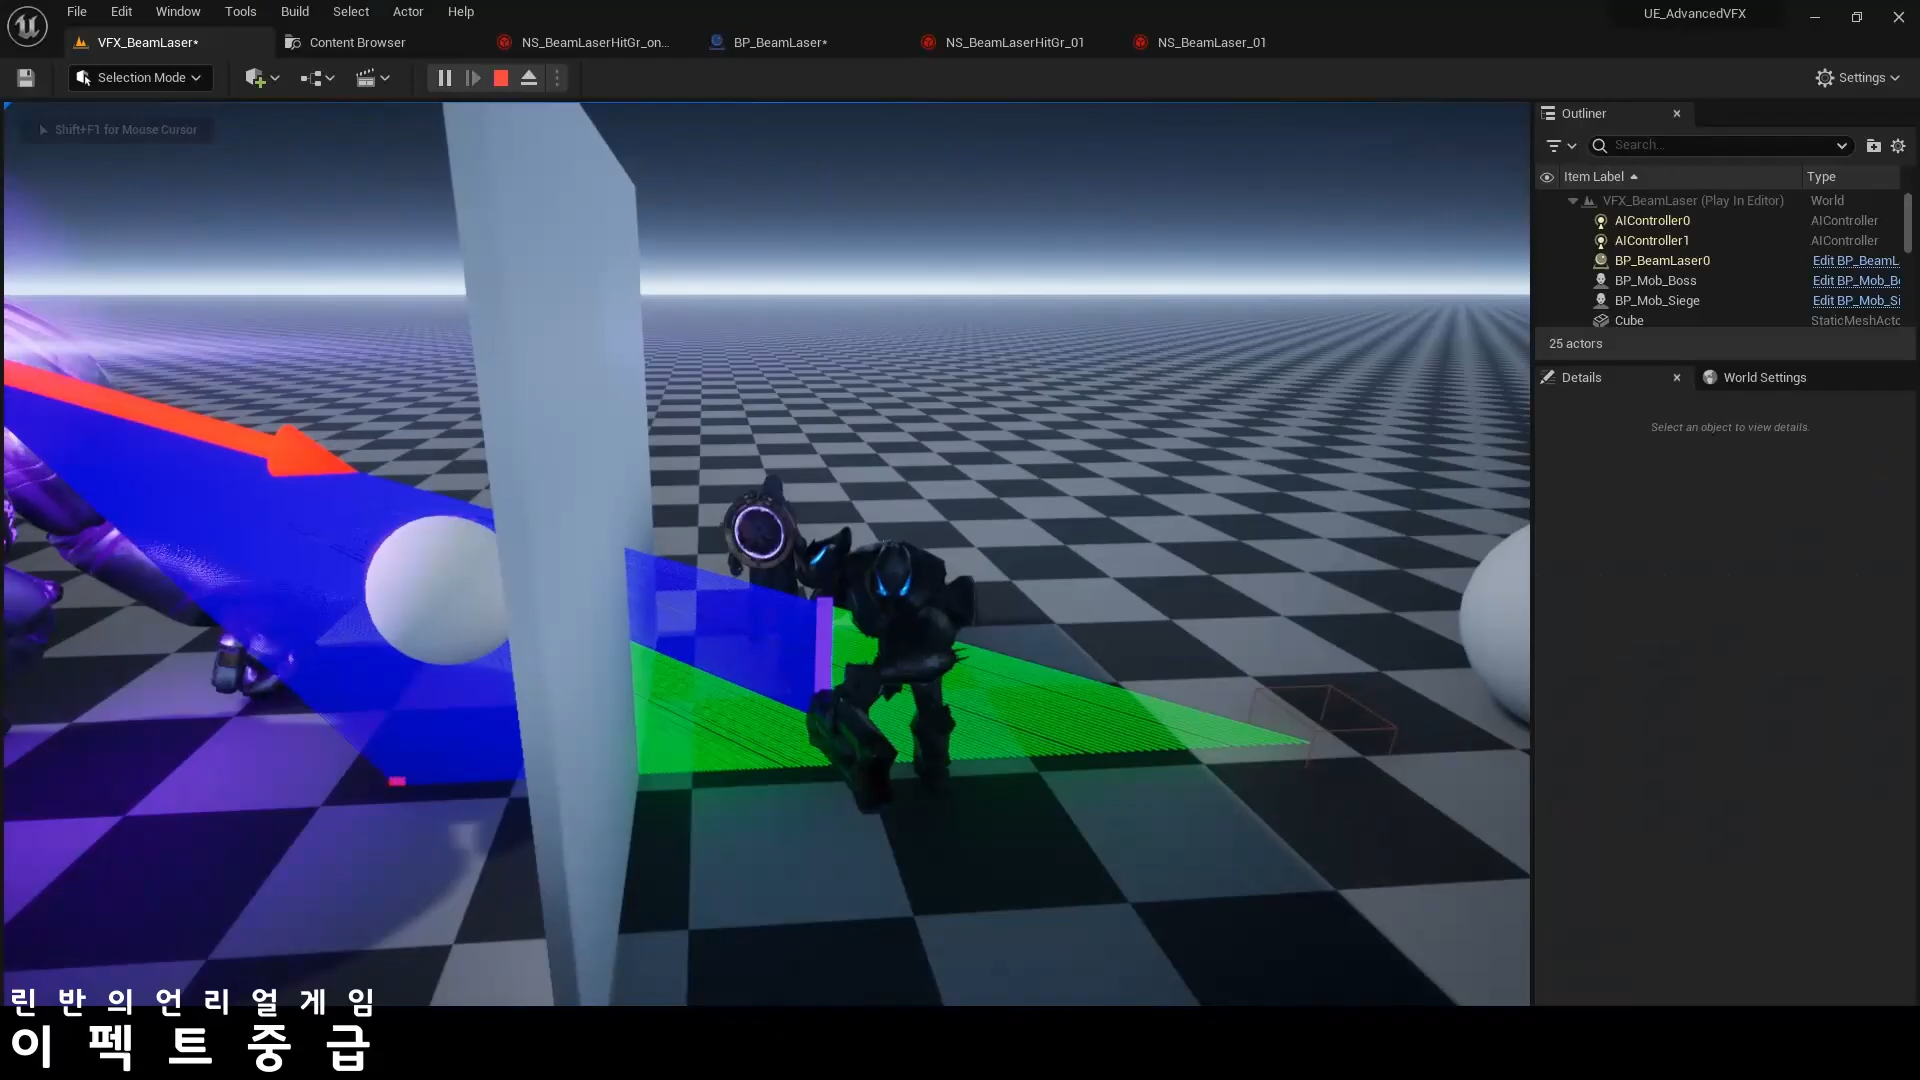 File Edit Window Tools Build Select Actor Help
UE_AdvancedVFX
VFX_BeamLaser*
Content Browser
NS_BeamLaserHitGr_on...
BP_BeamLaser*
NS_BeamLaserHitGr_01
NS_BeamLaser_01
Selection Mode
Settings
Shift+F1 for Mouse Cursor
Outliner
Search...
Item Label Type
VFX_BeamLaser (Play In Editor) World
AIController0 AIController
AIController1 AIController
BP_BeamLaser0 Edit BP_BeamL
BP_Mob_Boss Edit BP_Mob_B
BP_Mob_Siege Edit BP_Mob_Si
Cube StaticMeshActo
25 actors
Details
World Settings
Select an object to view details.
린 반 의 언 리 얼 게 임
이 펙 트 중 급